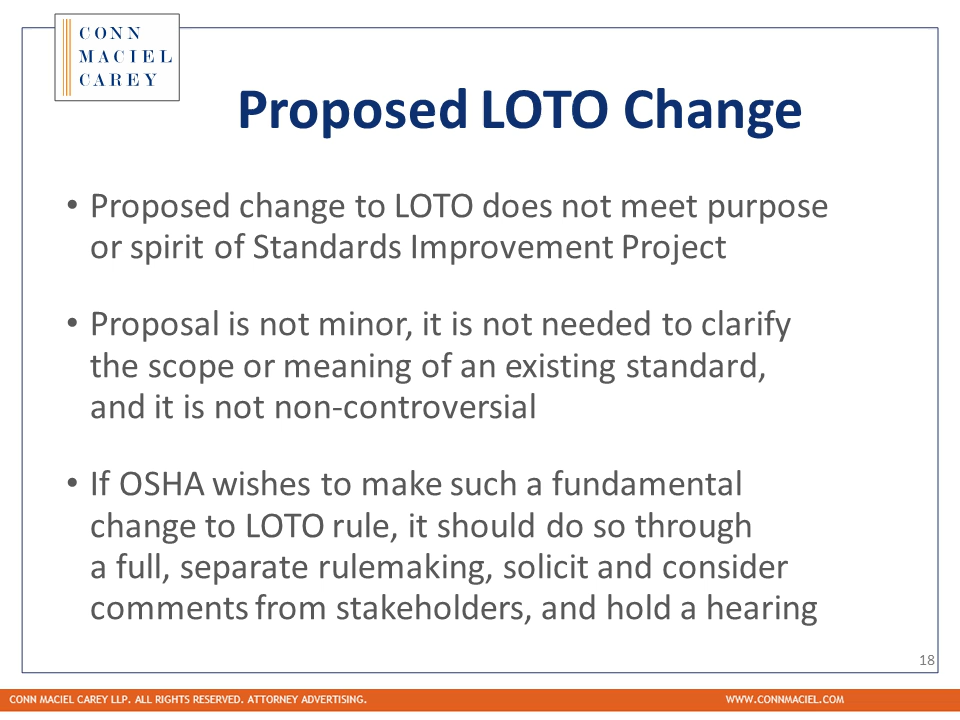 CONN
MACIEL
CAREY
Proposed LOTO Change
• Proposed change to LOTO does not meet purpose
or spirit of Standards Improvement Project
• Proposal is not minor, it is not needed to clarify
the scope or meaning of an existing standard,
and it is not non-controversial
• If OSHA wishes to make such a fundamental
change to LOTO rule, it should do so through
a full, separate rulemaking, solicit and consider
comments from stakeholders, and hold a hearing
18
CONN MACIEL CAREY LLP. ALL RIGHTS RESERVED. ATTORNEY ADVERTISING. WWW.CONNMACIEL.COM